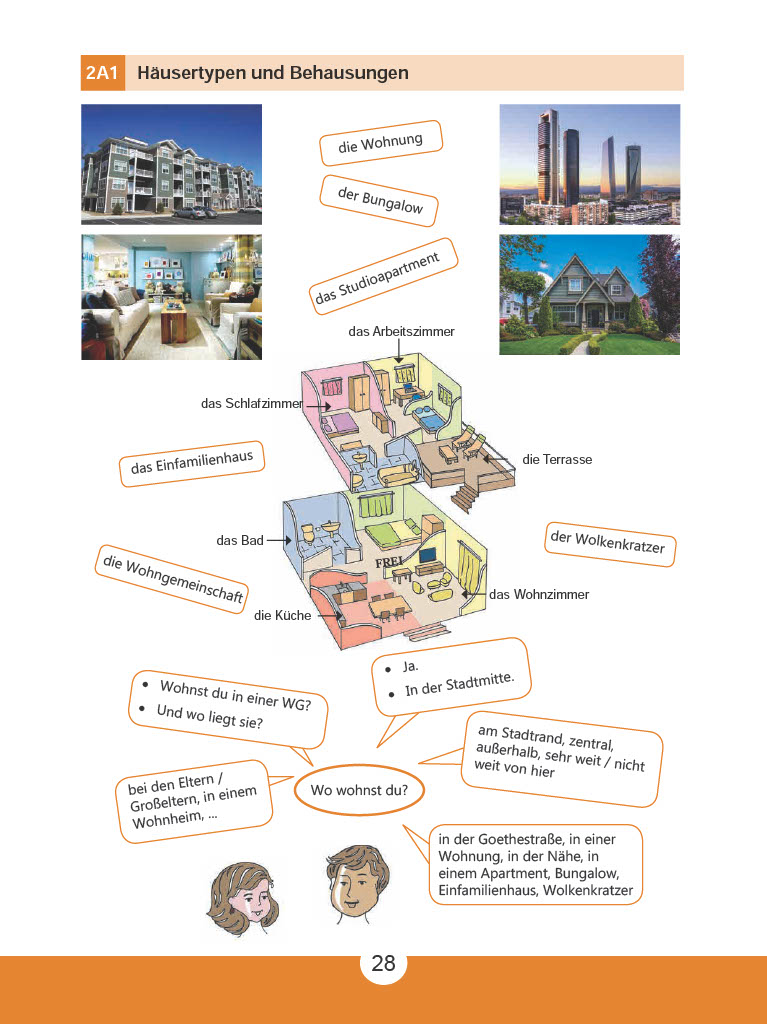 2A1 Häusertypen und Behausungen
die Wohnung
der Bungalow
das Studioapartment
das Arbeitszimmer
das Schlafzimmer
das Einfamilienhaus
die Terrasse
das Bad
der Wolkenkratzer
die Wohngemeinschaft
FREI
das Wohnzimmer
die Küche
• Ja.
• In der Stadtmitte.
• Wohnst du in einer WG?
• Und wo liegt sie?
am Stadtrand, zentral,
außerhalb, sehr weit / nicht
weit von hier
bei den Eltern /
Großeltern, in einem
Wohnheim, ...
Wo wohnst du?
in der Goethestraße, in einer
Wohnung, in der Nähe, in
einem Apartment, Bungalow,
Einfamilienhaus, Wolkenkratzer
28